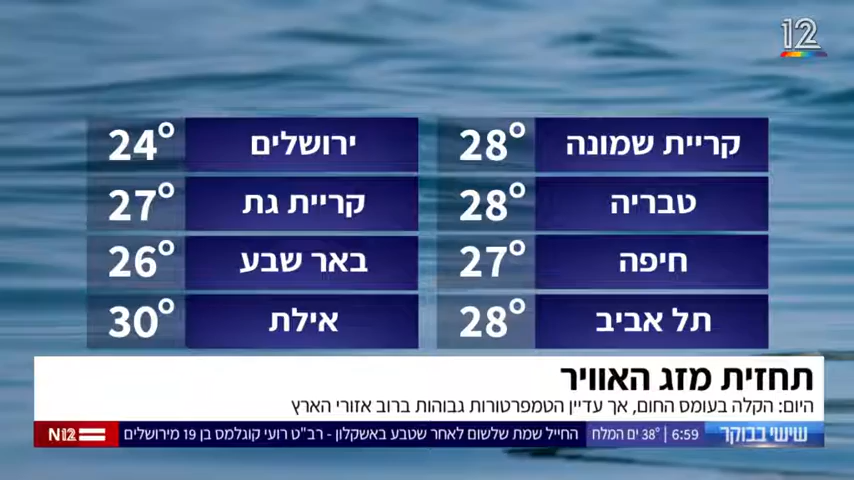 12
קריית שמונה 28°
טבריה 28°
חיפה 27°
תל אביב 28°
ירושלים 24°
קריית גת 27°
באר שבע 26°
אילת 30°
תחזית מזג האוויר
היום: הקלה בעומס החום, אך עדיין הטמפרטורות גבוהות ברוב אזורי הארץ
שישי בבוקר 6:59 | 38° ים המלח החייל שמת שלשום לאחר שטבע באשקלון - רב"ט רועי קוגלמס בן 19 מירושלים N12